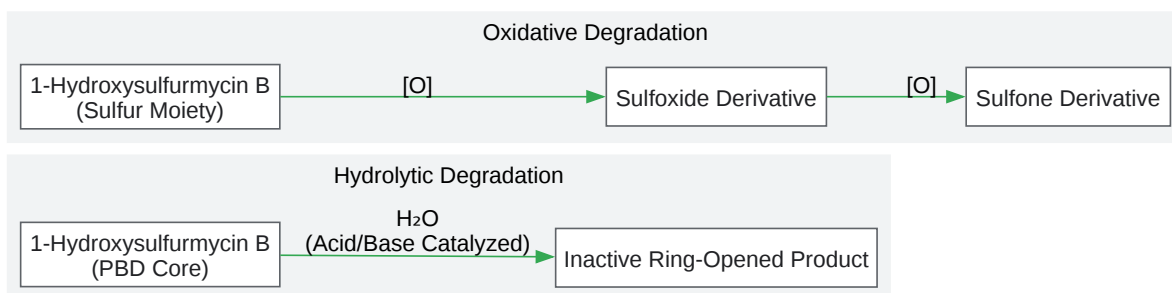 Oxidative Degradation
1-Hydroxysulfurmycin B
(Sulfur Moiety)
[O]
Sulfoxide Derivative
[O]
Sulfone Derivative
Hydrolytic Degradation
1-Hydroxysulfurmycin B
(PBD Core)
H₂O
(Acid/Base Catalyzed)
Inactive Ring-Opened Product